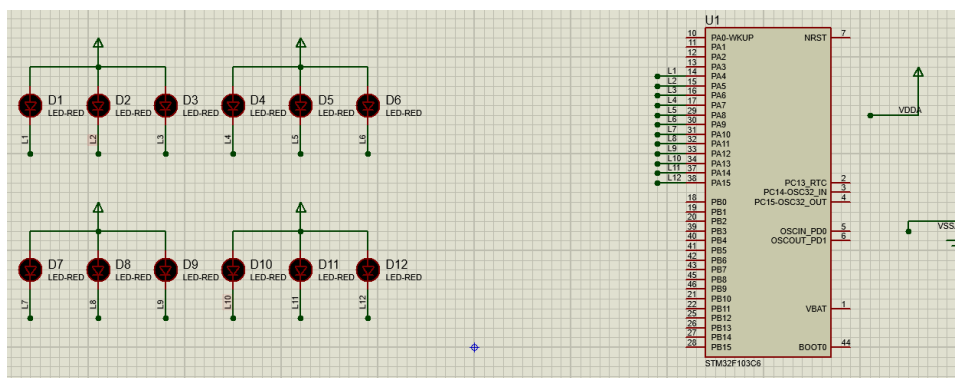 D1
LED-RED
D2
LED-RED
D3
LED-RED
D4
LED-RED
D5
LED-RED
D6
LED-RED
L1
L2
L3
L4
L5
L6
D7
LED-RED
D8
LED-RED
D9
LED-RED
D10
LED-RED
D11
LED-RED
D12
LED-RED
L7
L8
L9
L10
L11
L12
U1
10 PA0-WKUP
11 PA1
12 PA2
13 PA3
L1 14 PA4
L2 15 PA5
L3 16 PA6
L4 17 PA7
L5 29 PA8
L6 30 PA9
L7 31 PA10
L8 32 PA11
L9 33 PA12
L10 34 PA13
L11 37 PA14
L12 38 PA15
18 PB0
19 PB1
20 PB2
39 PB3
40 PB4
41 PB5
42 PB6
43 PB7
45 PB8
46 PB9
21 PB10
22 PB11
25 PB12
26 PB13
27 PB14
28 PB15
NRST 7
PC13_RTC 2
PC14-OSC32_IN 3
PC15-OSC32_OUT 4
OSCIN_PD0 5
OSCOUT_PD1 6
VBAT 1
BOOT0 44
STM32F103C6
VDDA